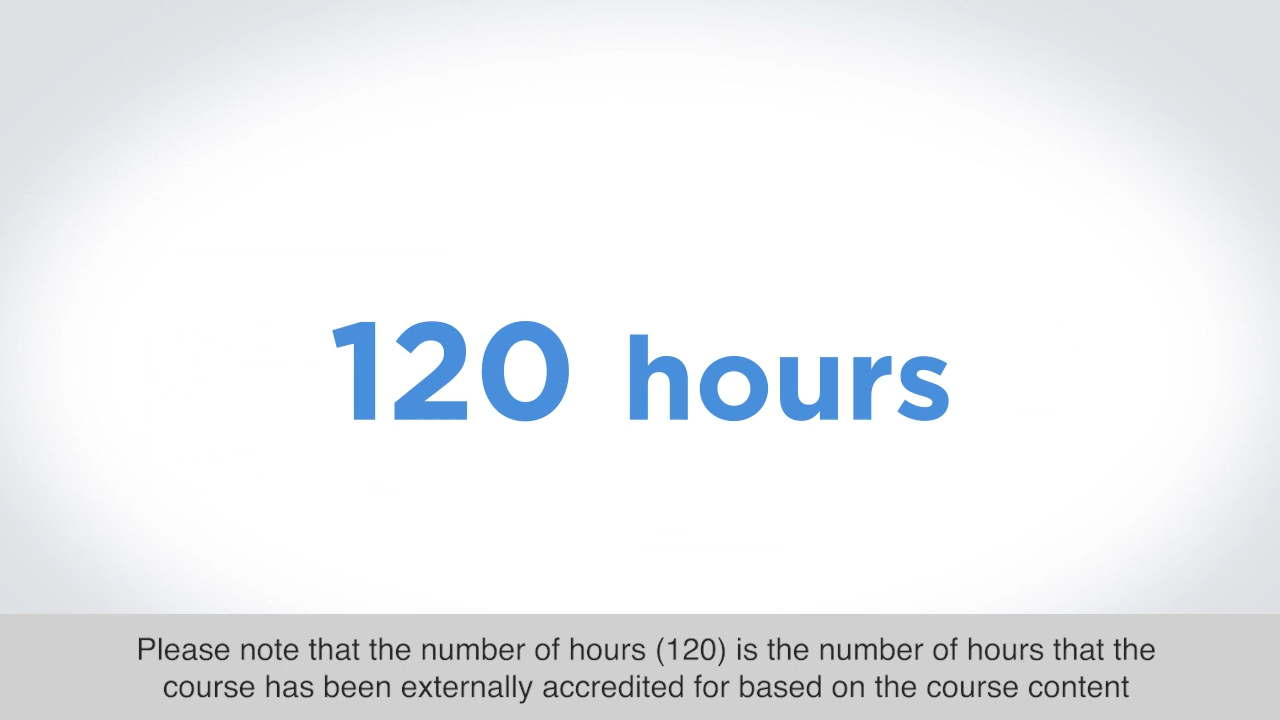 120 hours
Please note that the number of hours (120) is the number of hours that the
course has been externally accredited for based on the course content